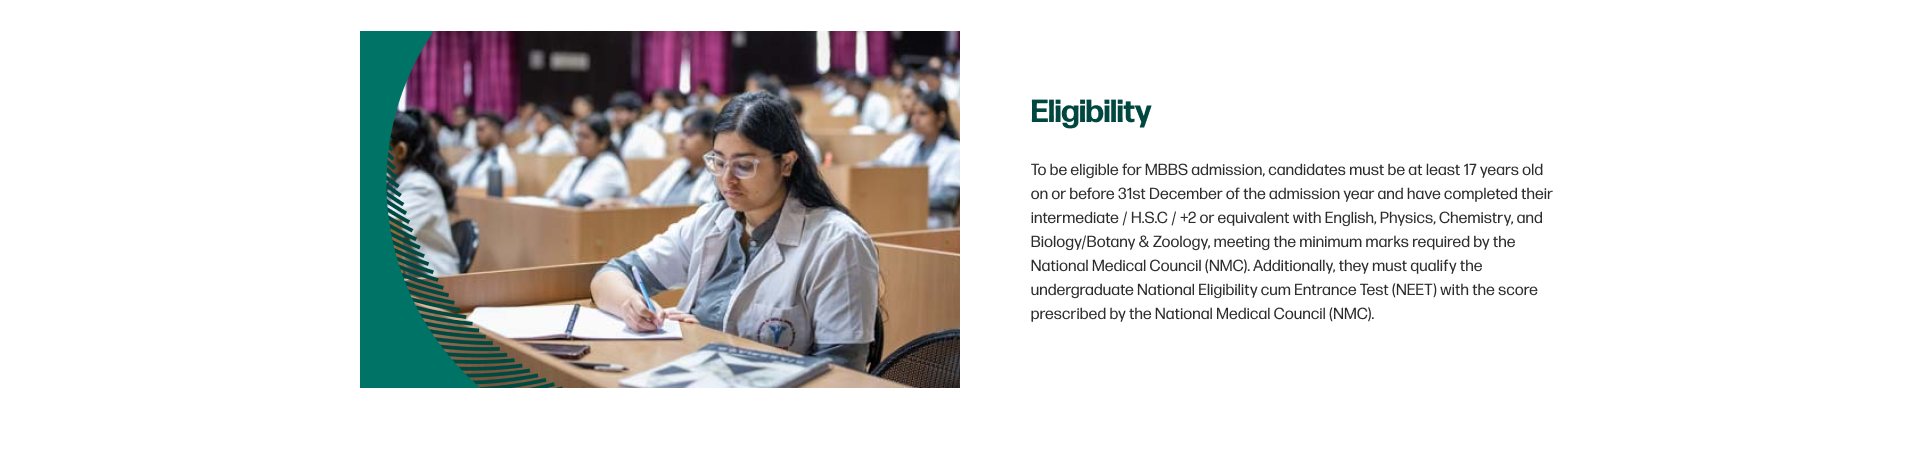 Eligibility
To be eligible for MBBS admission, candidates must be at least 17 years old
on or before 31st December of the admission year and have completed their
intermediate / H.S.C / +2 or equivalent with English, Physics, Chemistry, and
Biology/Botany & Zoology, meeting the minimum marks required by the
National Medical Council (NMC). Additionally, they must qualify the
undergraduate National Eligibility cum Entrance Test (NEET) with the score
prescribed by the National Medical Council (NMC).